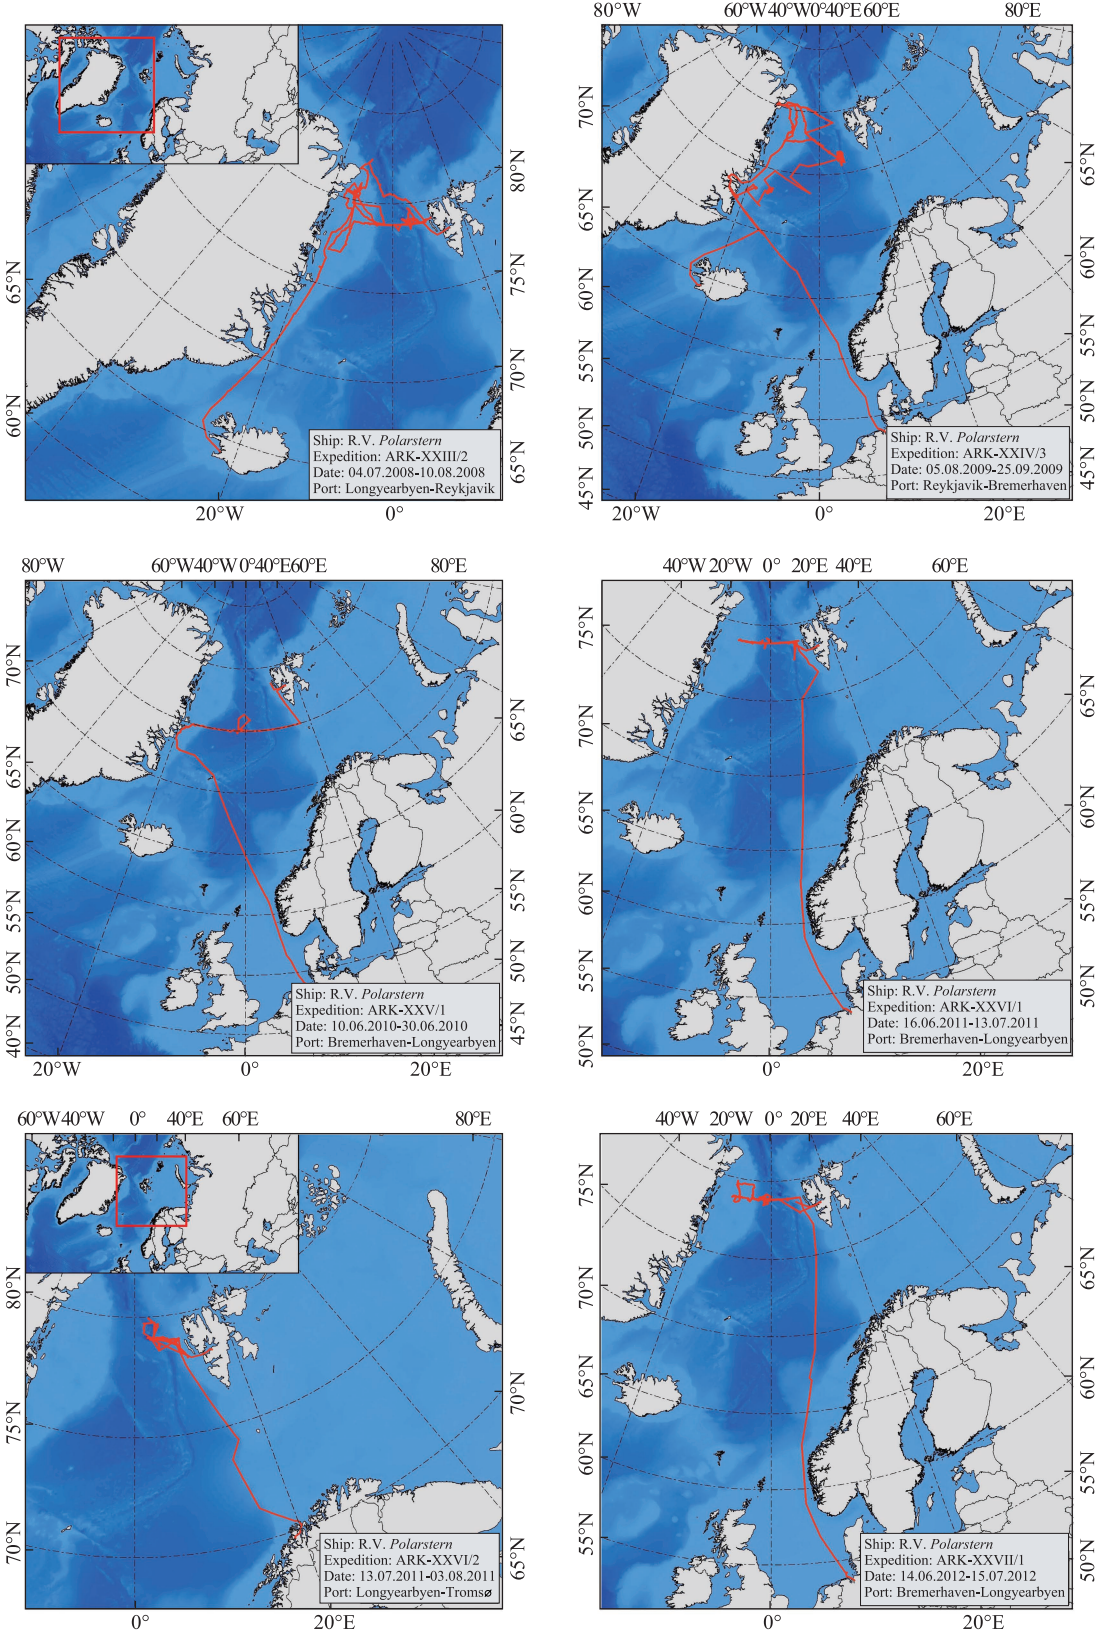 80°W 60°W 40°W 0° 40°E 60°E 80°E
80°N
75°N
70°N
65°N
65°N
60°N
20°W 0°
Ship: R.V. Polarstern
Expedition: ARK-XXIII/2
Date: 04.07.2008-10.08.2008
Port: Longyearbyen-Reykjavik
70°N
65°N
60°N
55°N
50°N
45°N
65°N
60°N
55°N
50°N
45°N
20°W 0° 20°E
Ship: R.V. Polarstern
Expedition: ARK-XXIV/3
Date: 05.08.2009-25.09.2009
Port: Reykjavik-Bremerhaven
80°W 60°W 40°W 0° 40°E 60°E 80°E
70°N
65°N
60°N
55°N
50°N
40°N
65°N
60°N
55°N
50°N
45°N
20°W 0° 20°E
Ship: R.V. Polarstern
Expedition: ARK-XXV/1
Date: 10.06.2010-30.06.2010
Port: Bremerhaven-Longyearbyen
40°W 20°W 0° 20°E 40°E 60°E
75°N
70°N
65°N
60°N
55°N
50°N
65°N
60°N
55°N
50°N
0° 20°E
Ship: R.V. Polarstern
Expedition: ARK-XXVI/1
Date: 16.06.2011-13.07.2011
Port: Bremerhaven-Longyearbyen
60°W 40°W 0° 40°E 60°E 80°E
80°N
75°N
70°N
70°N
65°N
0° 20°E
Ship: R.V. Polarstern
Expedition: ARK-XXVI/2
Date: 13.07.2011-03.08.2011
Port: Longyearbyen-Tromsø
40°W 20°W 0° 20°E 40°E 60°E
75°N
70°N
65°N
60°N
55°N
65°N
60°N
55°N
50°N
0° 20°E
Ship: R.V. Polarstern
Expedition: ARK-XXVII/1
Date: 14.06.2012-15.07.2012
Port: Bremerhaven-Longyearbyen